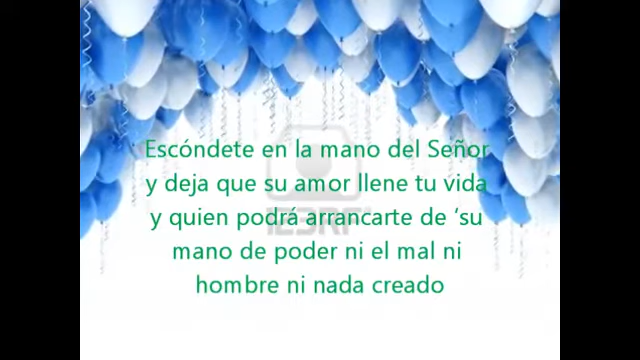 Escóndete en la mano del Señor
y deja que su amor llene tu vida
y quien podrá arrancarte de ‘su
mano de poder ni el mal ni
hombre ni nada creado